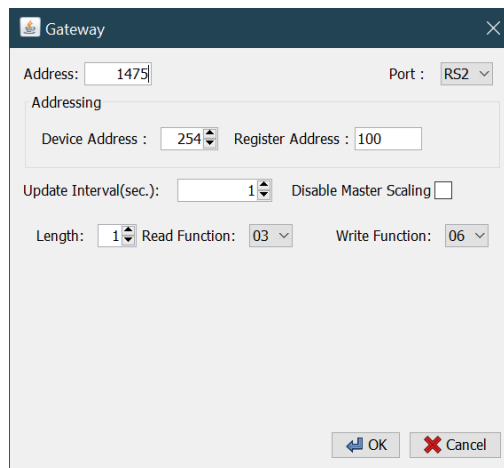 Gateway
Address: 1475 Port : RS2
Addressing
Device Address : 254 Register Address : 100
Update Interval(sec.): 1 Disable Master Scaling
Length: 1 Read Function: 03 Write Function: 06
OK Cancel